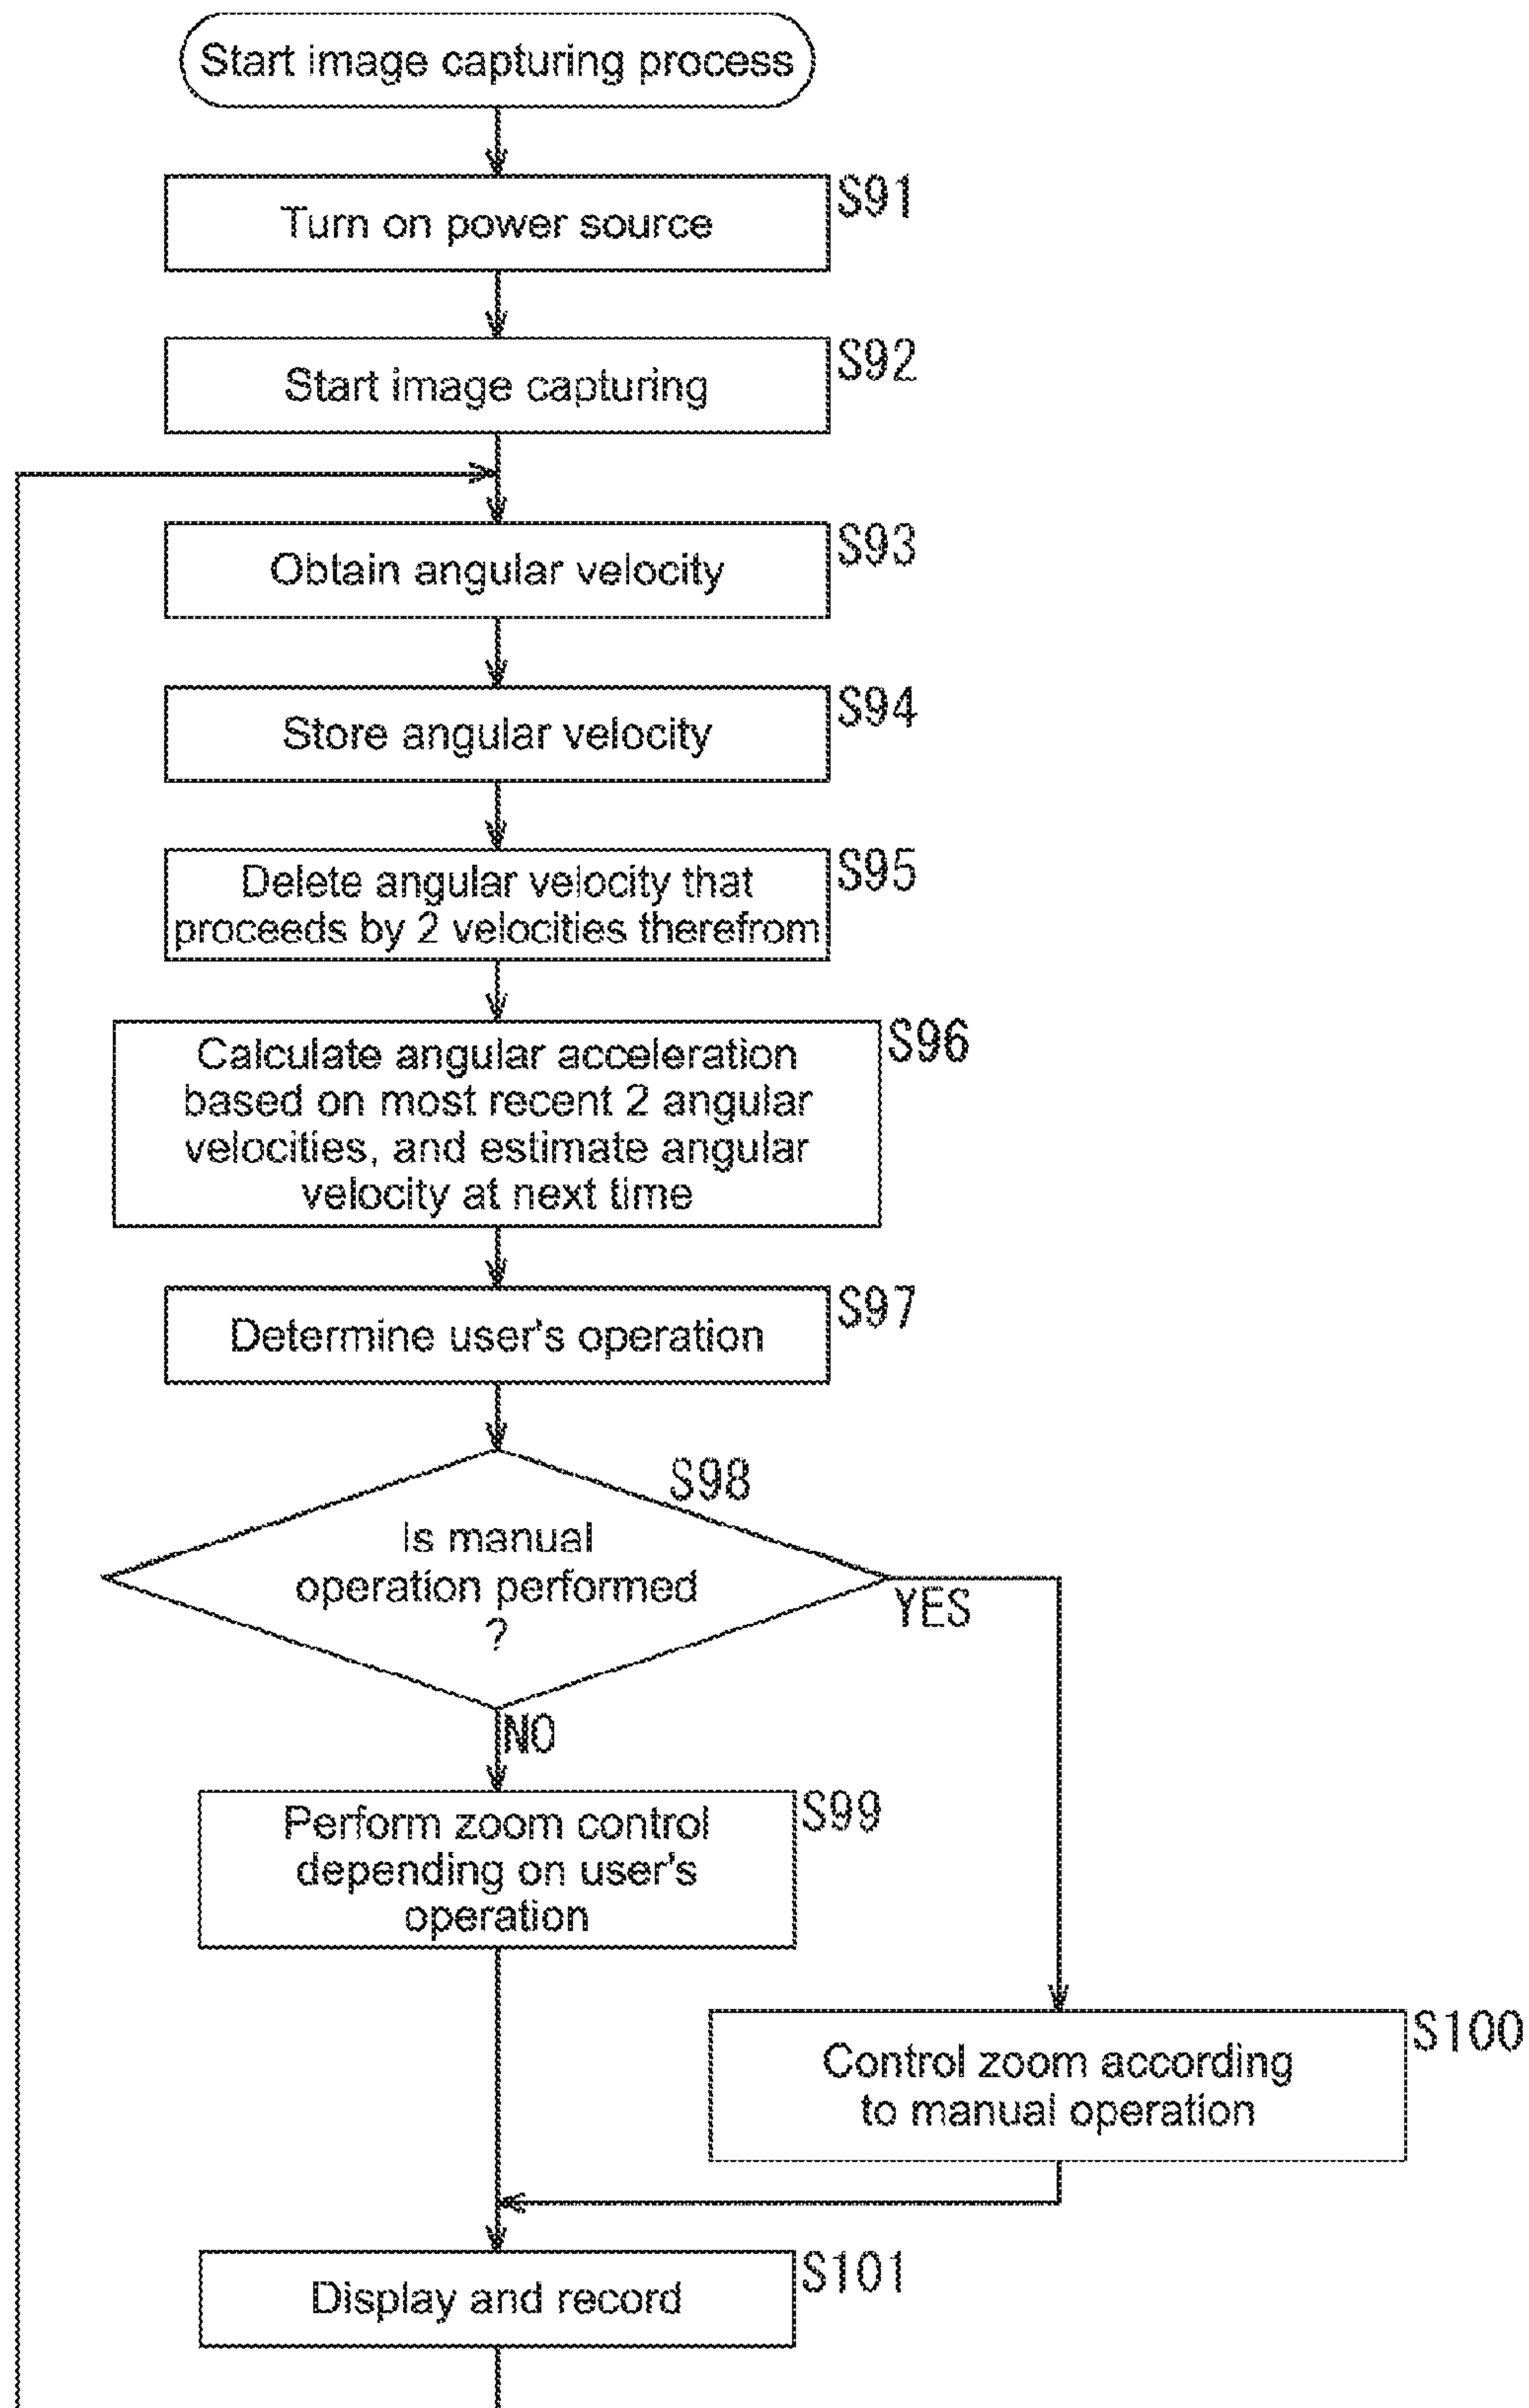 Start image capturing process
S91
Turn on power source
S92
Start image capturing
S93
Obtain angular velocity
S94
Store angular velocity
S95
Delete angular velocity that
proceeds by 2 velocities therefrom
S96
Calculate angular acceleration
based on most recent 2 angular
velocities, and estimate angular
velocity at next time
S97
Determine user's operation
S98
Is manual
operation performed
?
YES
NO
S99
Perform zoom control
depending on user's
operation
S100
Control zoom according
to manual operation
S101
Display and record